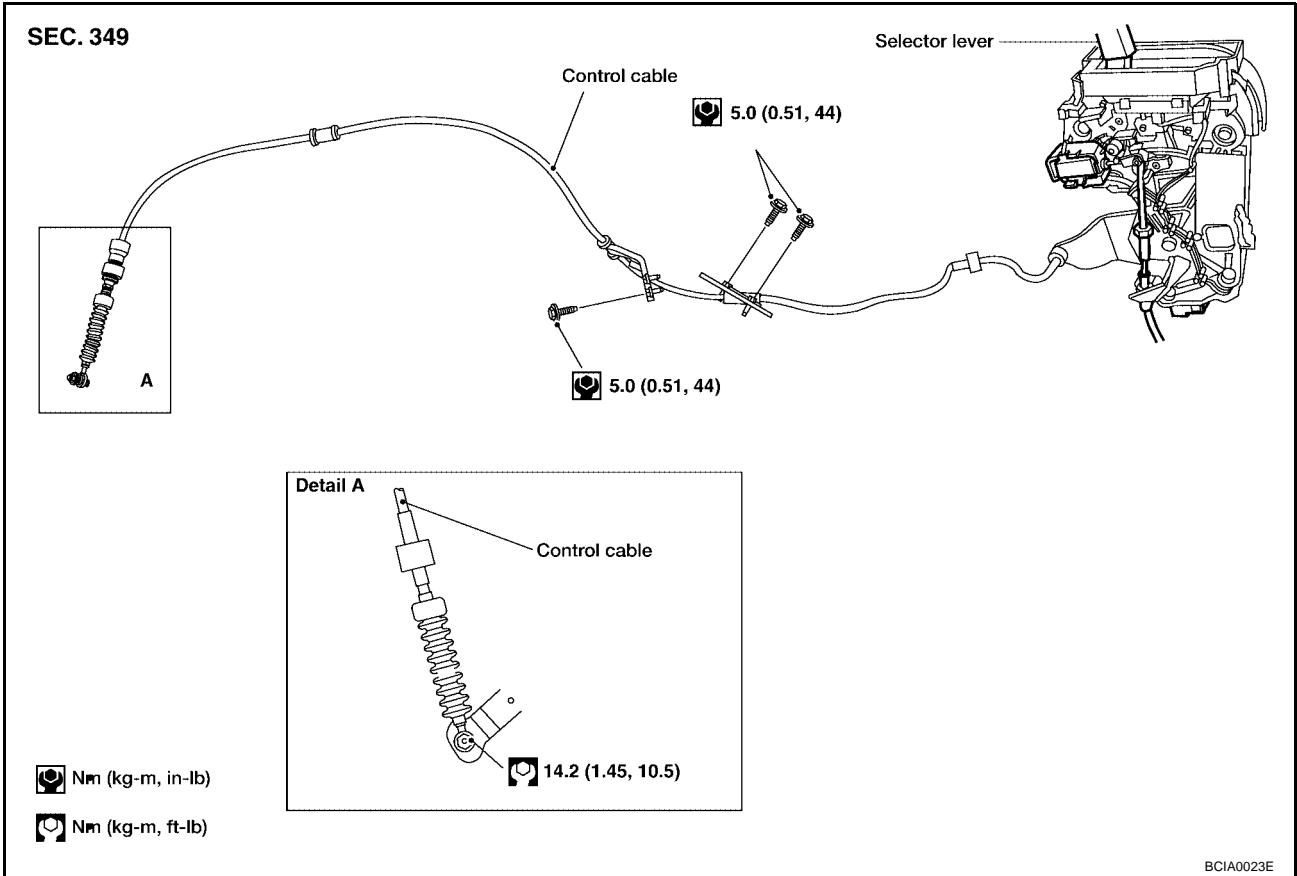 SEC. 349
Selector lever
Control cable
5.0 (0.51, 44)
5.0 (0.51, 44)
A
Detail A
Control cable
14.2 (1.45, 10.5)
N•m (kg-m, in-lb)
N•m (kg-m, ft-lb)
BCIA0023E